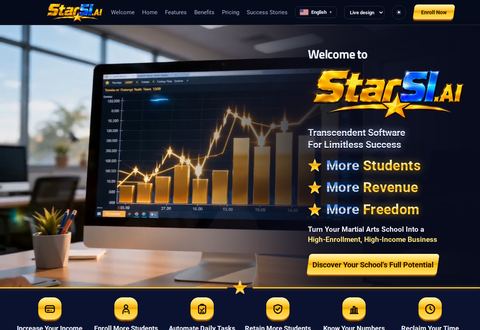 StarSI.AI
Welcome Home Features Benefits Pricing Success Stories English Live design Enroll Now
Welcome to
StarSI.AI
Transcendent Software
For Limitless Success
More Students
More Revenue
More Freedom
Turn Your Martial Arts School Into a
High-Enrollment, High-Income Business
Discover Your School's Full Potential
Increase Your Income Enroll More Students Automate Daily Tasks Retain More Students Know Your Numbers Reclaim Your Time